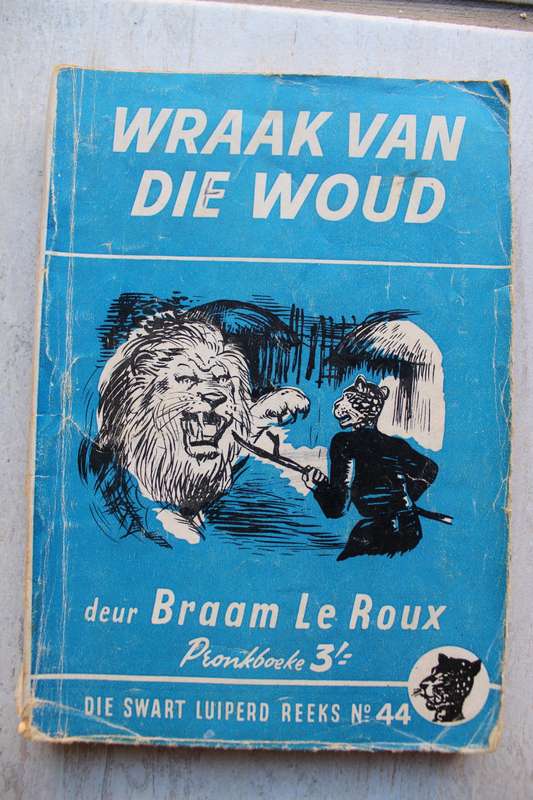 WRAAK VAN
DIE WOUD
deur Braam Le Roux
Pronkboeke 3/=
DIE SWART LUIPERD REEKS Nº 44